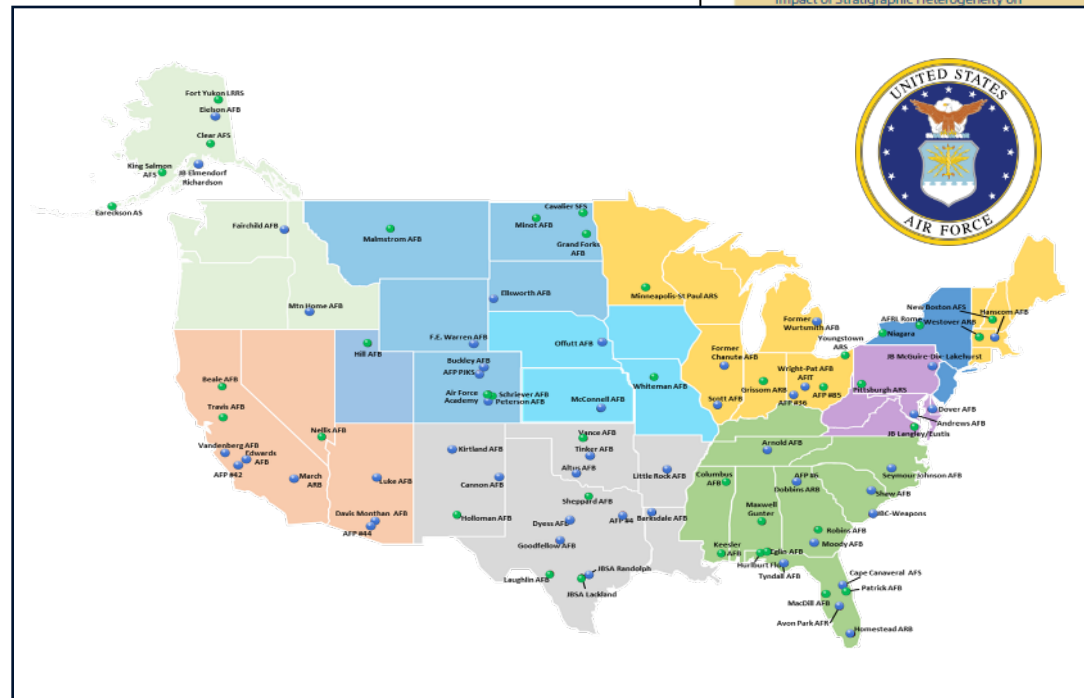 Impact of Stratigraphic Heterogeneity on
UNITED STATES
AIR FORCE
Fort Yukon LRRS
Eielson AFB
Clear AFS
King Salmon
AFS
JB Elmendorf
Richardson
Eareckson AS
Fairchild AFB
Malmstrom AFB
Cavalier SFS
Minot AFB
Grand Forks
AFB
Mtn Home AFB
Ellsworth AFB
Minneapolis-St Paul ARS
New Boston AFS
Hanscom AFB
AFRL Rome
Westover ARB
Niagara
Former
Wurtsmith AFB
Youngstown
ARS
F.E. Warren AFB
Hill AFB
Offutt AFB
Former
Chanute AFB
JB McGuire-Dix-Lakehurst
Buckley AFB
AFP PJKS
Wright-Pat AFB
AFIT
Beale AFB
Air Force
Academy
Schriever AFB
Peterson AFB
Whiteman AFB
Grissom ARB
AFP #85
Pittsburgh ARS
Travis AFB
McConnell AFB
Scott AFB
AFP #36
Dover AFB
Andrews AFB
Nellis AFB
Vance AFB
JB Langley/Eustis
Vandenberg AFB
Edwards
AFB
Kirtland AFB
Tinker AFB
Arnold AFB
AFP #42
Altus AFB
Little Rock AFB
Seymour Johnson AFB
March
ARB
Luke AFB
Cannon AFB
Columbus
AFB
AFP #6
Dobbins ARB
Shaw AFB
Sheppard AFB
Davis Monthan AFB
Holloman AFB
Dyess AFB
AFP #4
Barksdale AFB
Maxwell
Gunter
JBC-Weapons
AFP #44
Robins AFB
Goodfellow AFB
Keesler
AFB
Eglin AFB
Moody AFB
Hurlburt Fld
Tyndall AFB
JBSA Randolph
Laughlin AFB
Cape Canaveral AFS
Patrick AFB
JBSA Lackland
MacDill AFB
Avon Park AFR
Homestead ARB